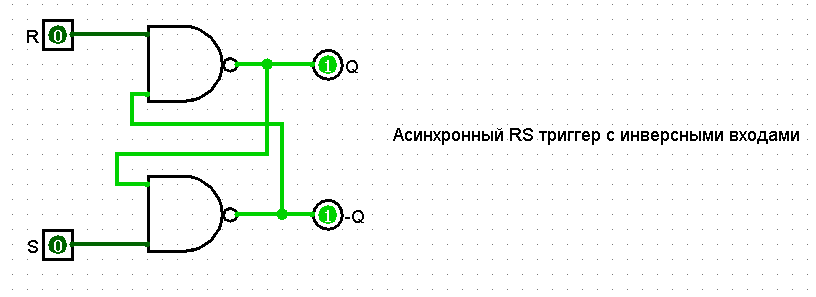 R 0
1 Q
Асинхронный RS триггер с инверсными входами
1 -Q
S 0